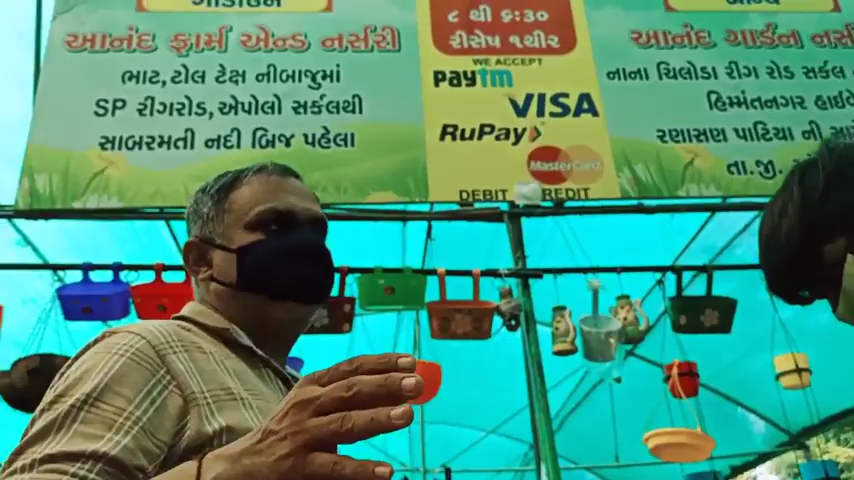 આનંદ ફાર્મ એન્ડ નર્સરી
ભાટ, ટોલ ટેક્ષ નીબાજુમાં
SP રીંગરોડ, એપોલો સર્કલથી
સાબરમતી નદી બ્રિજ પહેલા
૮ થી ૯:૩૦
રીસેપ ૧થી૨
WE ACCEPT
Paytm
VISA
RuPay
MasterCard
DEBIT CREDIT
આનંદ ગાર્ડન નર્સ
નાના ચિલોડા રીંગ રોડ સર્કલ
હિંમતનગર હાઈવે
રણાસણ પાટિયા
તા.જી.